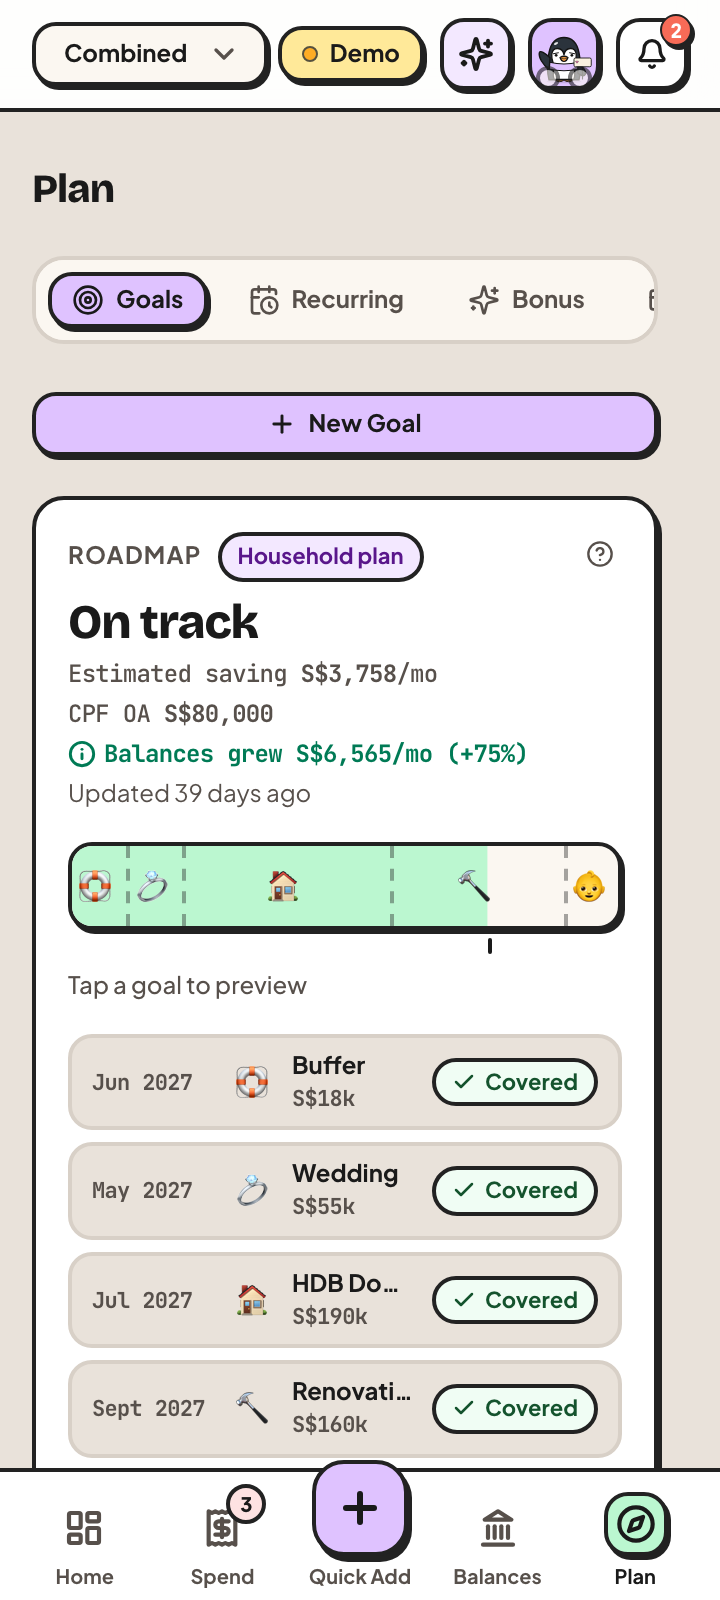 Combined
Demo
2
Plan
Goals
Recurring
Bonus
New Goal
ROADMAP
Household plan
On track
Estimated saving S$3,758/mo
CPF OA S$80,000
Balances grew S$6,565/mo (+75%)
Updated 39 days ago
Tap a goal to preview
Jun 2027
Buffer
S$18k
Covered
May 2027
Wedding
S$55k
Covered
Jul 2027
HDB Do...
S$190k
Covered
Sept 2027
Renovati...
S$160k
Covered
Home
3
Spend
Quick Add
Balances
Plan